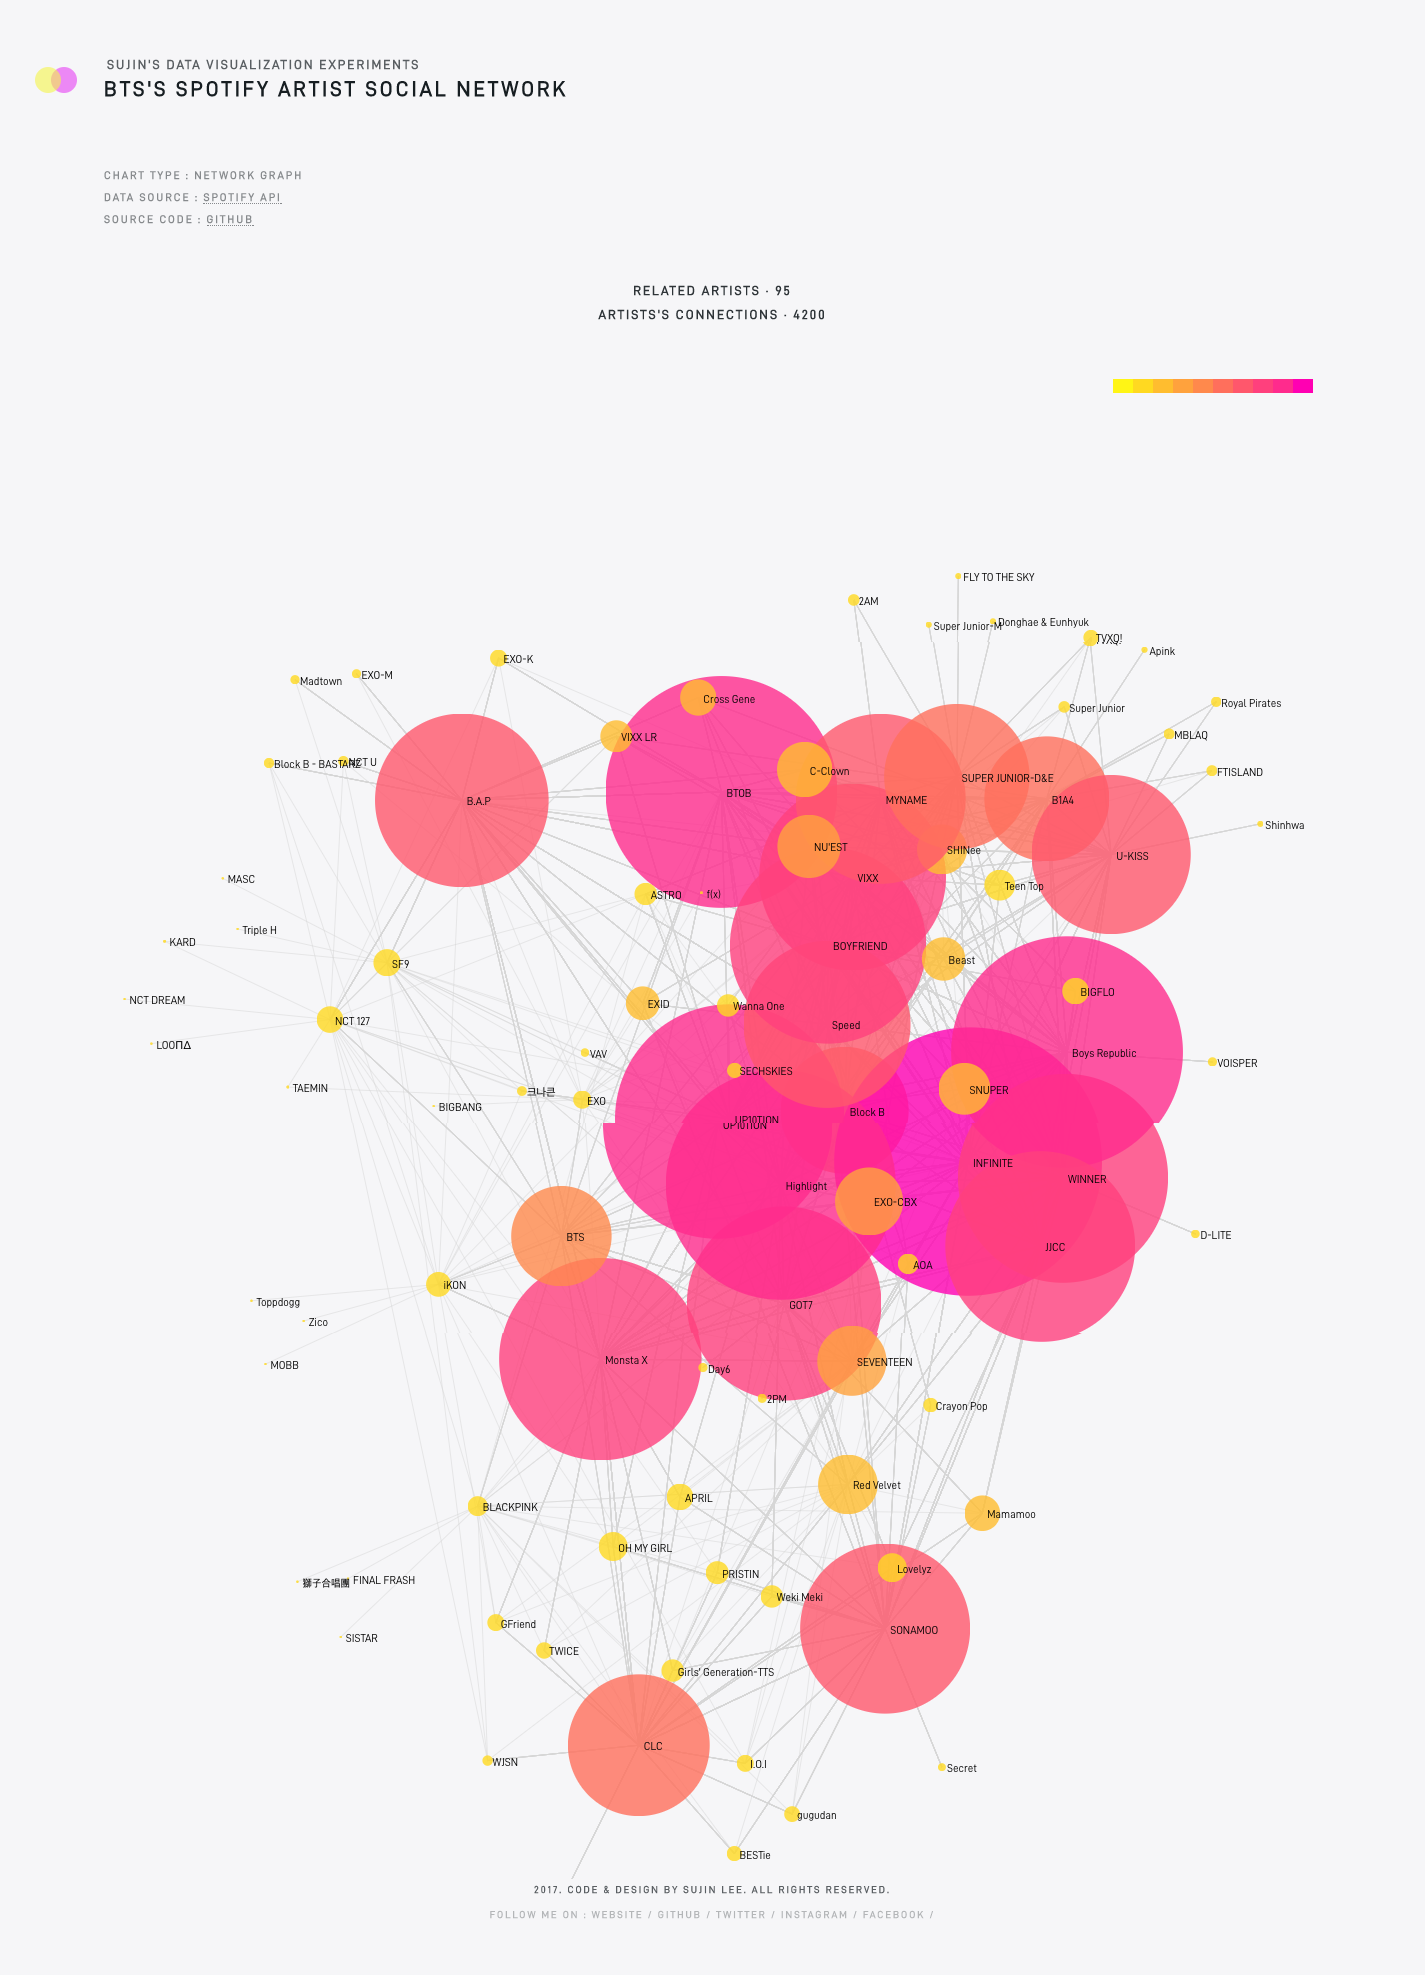 SUJIN'S DATA VISUALIZATION EXPERIMENTS
BTS'S SPOTIFY ARTIST SOCIAL NETWORK
CHART TYPE : NETWORK GRAPH
DATA SOURCE : SPOTIFY API
SOURCE CODE : GITHUB
RELATED ARTISTS · 95
ARTISTS'S CONNECTIONS · 4200
FLY TO THE SKY
2AM
Super Junior-M
Donghae & Eunhyuk
TVXQ!
Apink
EXO-K
EXO-M
Madtown
Cross Gene
Royal Pirates
Super Junior
VIXX LR
MBLAQ
Block B - BASTARZ
NCT U
C-Clown
FTISLAND
SUPER JUNIOR-D&E
BTOB
B.A.P
MYNAME
B1A4
Shinhwa
NU'EST
SHINee
U-KISS
VIXX
MASC
Teen Top
ASTRO
f(x)
Triple H
KARD
BOYFRIEND
Beast
SF9
BIGFLO
NCT DREAM
EXID
Wanna One
NCT 127
Speed
LOOΠΔ
VAV
Boys Republic
VOISPER
SECHSKIES
TAEMIN
크나큰
SNUPER
EXO
BIGBANG
Block B
UP10TION
UP10TION
INFINITE
WINNER
Highlight
EXO-CBX
D-LITE
BTS
JJCC
AOA
iKON
Toppdogg
GOT7
Zico
Monsta X
SEVENTEEN
MOBB
Day6
2PM
Crayon Pop
Red Velvet
APRIL
BLACKPINK
Mamamoo
OH MY GIRL
Lovelyz
PRISTIN
獅子合唱團 FINAL FRASH
Weki Meki
GFriend
SONAMOO
SISTAR
TWICE
Girls' Generation-TTS
CLC
WJSN
I.O.I
Secret
gugudan
BESTie
2017. CODE & DESIGN BY SUJIN LEE. ALL RIGHTS RESERVED.
FOLLOW ME ON : WEBSITE / GITHUB / TWITTER / INSTAGRAM / FACEBOOK /